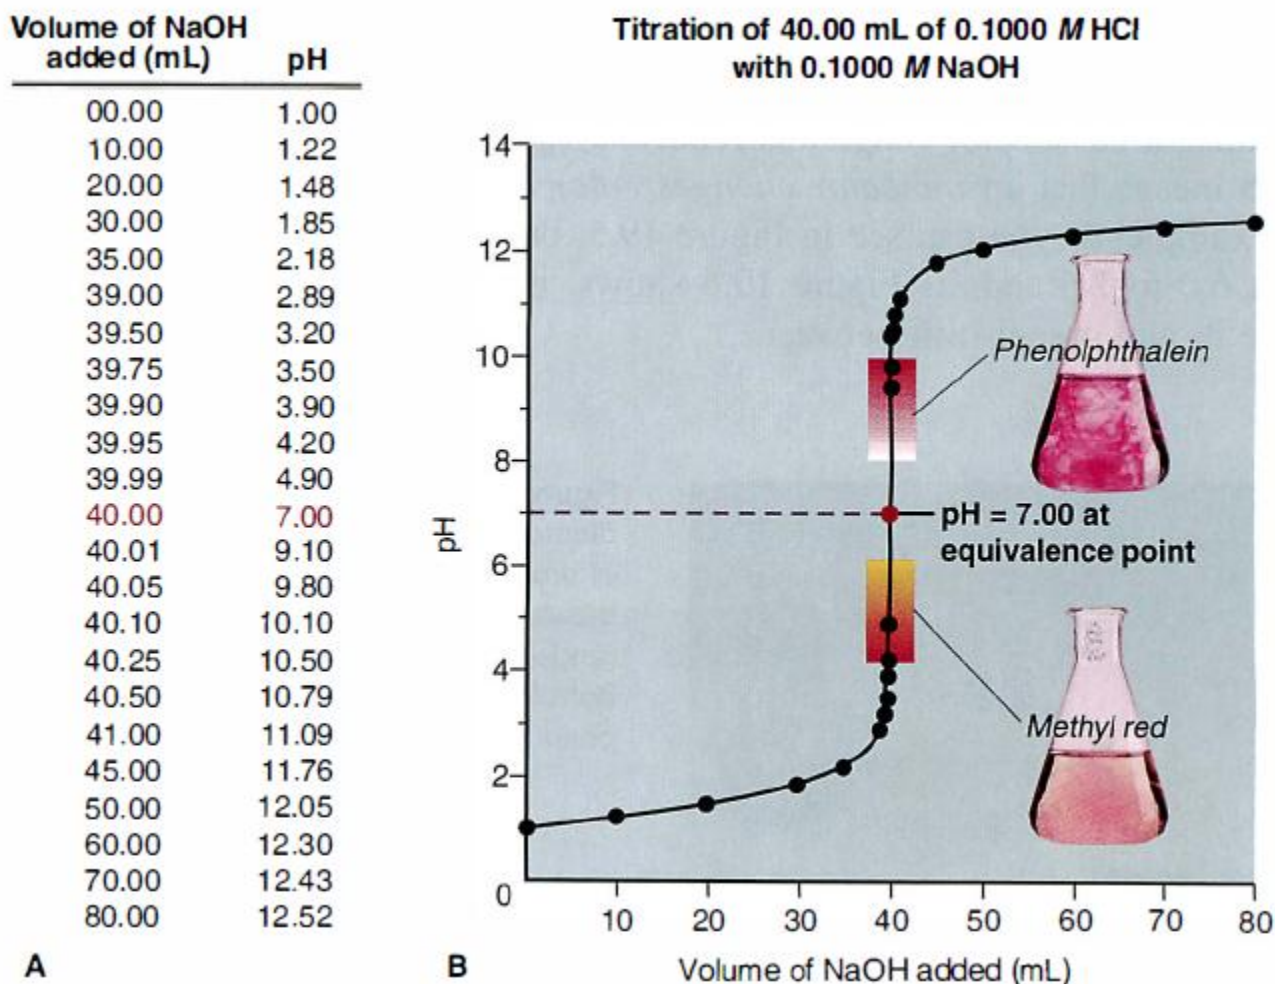 Volume of NaOH
added (mL) pH
00.00 1.00
10.00 1.22
20.00 1.48
30.00 1.85
35.00 2.18
39.00 2.89
39.50 3.20
39.75 3.50
39.90 3.90
39.95 4.20
39.99 4.90
40.00 7.00
40.01 9.10
40.05 9.80
40.10 10.10
40.25 10.50
40.50 10.79
41.00 11.09
45.00 11.76
50.00 12.05
60.00 12.30
70.00 12.43
80.00 12.52
A
Titration of 40.00 mL of 0.1000 M HCl
with 0.1000 M NaOH
14
12
10
8
6
4
2
0
pH
Phenolphthalein
pH = 7.00 at
equivalence point
Methyl red
10 20 30 40 50 60 70 80
Volume of NaOH added (mL)
B